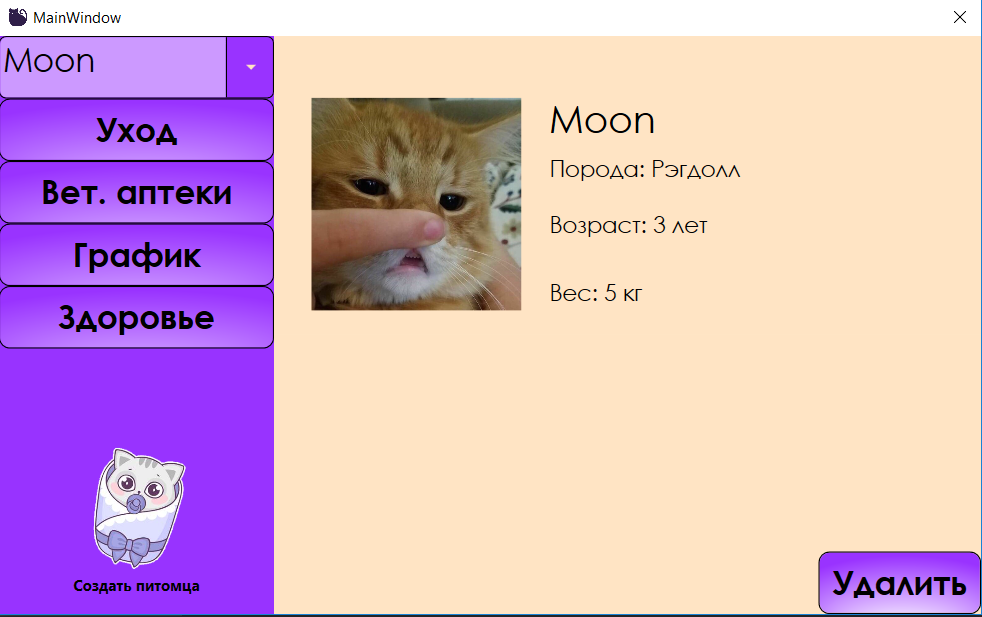 MainWindow
Moon
Уход
Вет. аптеки
График
Здоровье
Создать питомца
Moon
Порода: Рэгдолл
Возраст: 3 лет
Вес: 5 кг
Удалить